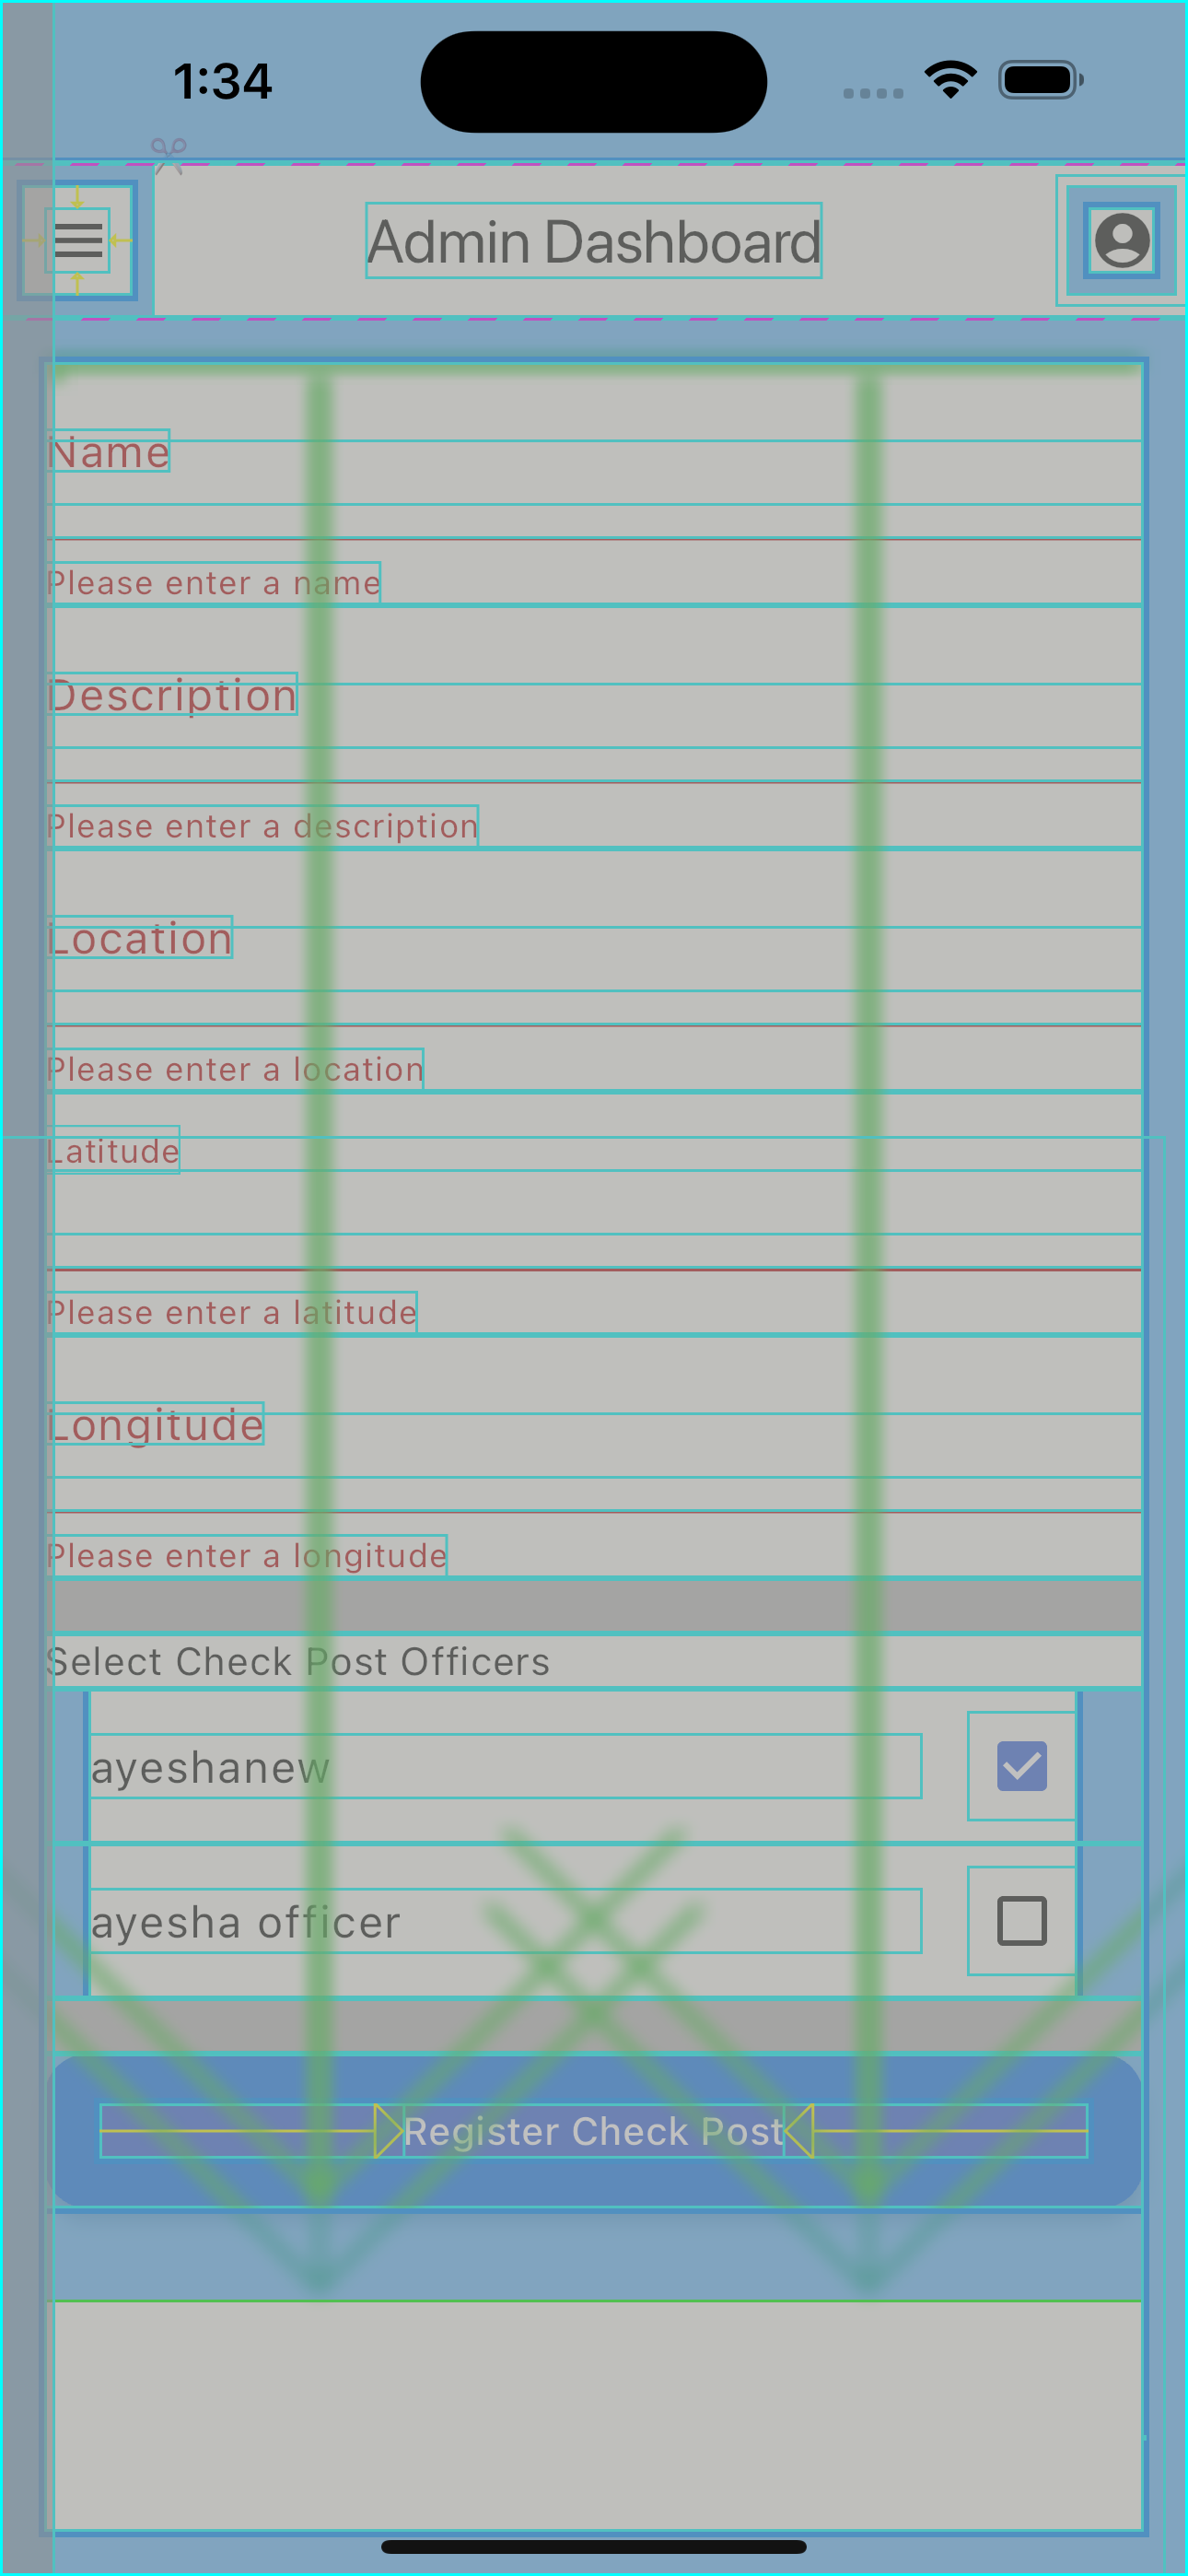 1:34
Admin Dashboard
Name
Please enter a name
Description
Please enter a description
Location
Please enter a location
Latitude
Please enter a latitude
Longitude
Please enter a longitude
Select Check Post Officers
ayeshanew
ayesha officer
Register Check Post